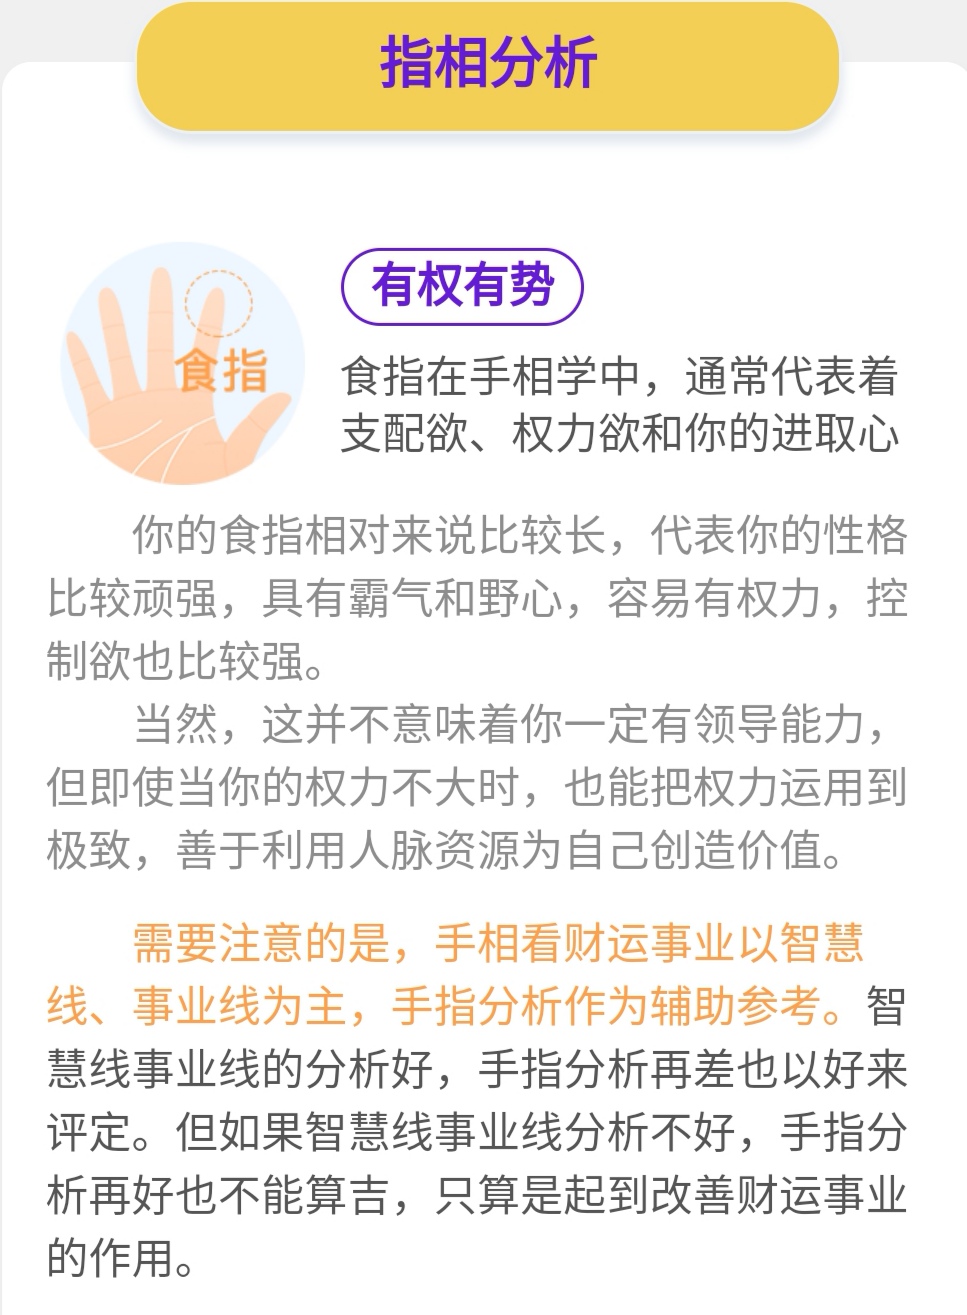 指相分析
有权有势
食指
食指在手相学中，通常代表着
支配欲、权力欲和你的进取心
你的食指相对来说比较长，代表你的性格
比较顽强，具有霸气和野心，容易有权力，控
制欲也比较强。
当然，这并不意味着你一定有领导能力，
但即使当你的权力不大时，也能把权力运用到
极致，善于利用人脉资源为自己创造价值。
需要注意的是，手相看财运事业以智慧
线、事业线为主，手指分析作为辅助参考。智
慧线事业线的分析好，手指分析再差也以好来
评定。但如果智慧线事业线分析不好，手指分
析再好也不能算吉，只算是起到改善财运事业
的作用。